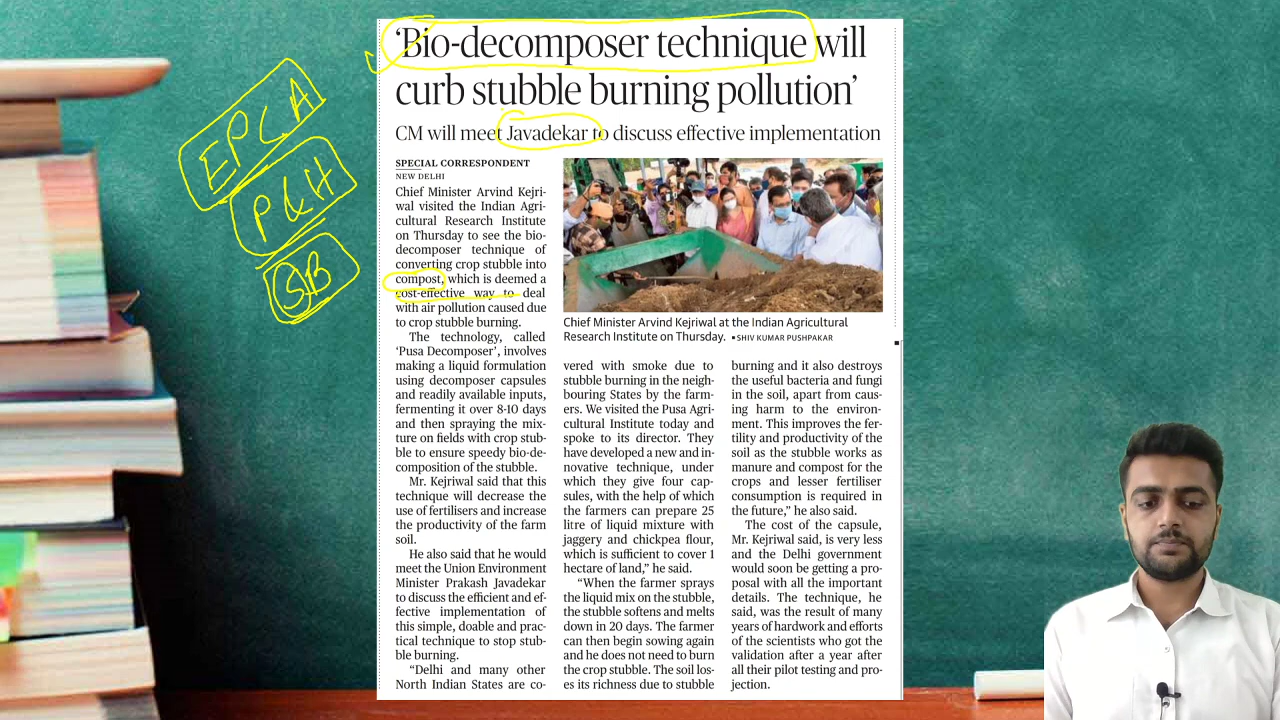 ‘Bio-decomposer technique will
curb stubble burning pollution’
CM will meet Javadekar to discuss effective implementation
EPCA
P&H
SB
SPECIAL CORRESPONDENT
NEW DELHI
Chief Minister Arvind Kejri-
wal visited the Indian Agri-
cultural Research Institute
on Thursday to see the bio-
decomposer technique of
converting crop stubble into
compost, which is deemed a
cost-effective way to deal
with air pollution caused due
to crop stubble burning.
The technology, called
‘Pusa Decomposer’, involves
making a liquid formulation
using decomposer capsules
and readily available inputs,
fermenting it over 8-10 days
and then spraying the mix-
ture on fields with crop stub-
ble to ensure speedy bio-de-
composition of the stubble.
Mr. Kejriwal said that this
technique will decrease the
use of fertilisers and increase
the productivity of the farm
soil.
He also said that he would
meet the Union Environment
Minister Prakash Javadekar
to discuss the efficient and ef-
fective implementation of
this simple, doable and prac-
tical technique to stop stub-
ble burning.
“Delhi and many other
North Indian States are co-
Chief Minister Arvind Kejriwal at the Indian Agricultural
Research Institute on Thursday. ▪SHIV KUMAR PUSHPAKAR
vered with smoke due to
stubble burning in the neigh-
bouring States by the farm-
ers. We visited the Pusa Agri-
cultural Institute today and
spoke to its director. They
have developed a new and in-
novative technique, under
which they give four cap-
sules, with the help of which
the farmers can prepare 25
litre of liquid mixture with
jaggery and chickpea flour,
which is sufficient to cover 1
hectare of land,” he said.
“When the farmer sprays
the liquid mix on the stubble,
the stubble softens and melts
down in 20 days. The farmer
can then begin sowing again
and he does not need to burn
the crop stubble. The soil los-
es its richness due to stubble
burning and it also destroys
the useful bacteria and fungi
in the soil, apart from caus-
ing harm to the environ-
ment. This improves the fer-
tility and productivity of the
soil as the stubble works as
manure and compost for the
crops and lesser fertiliser
consumption is required in
the future,” he also said.
The cost of the capsule,
Mr. Kejriwal said, is very less
and the Delhi government
would soon be getting a pro-
posal with all the important
details. The technique, he
said, was the result of many
years of hardwork and efforts
of the scientists who got the
validation after a year after
all their pilot testing and pro-
jection.